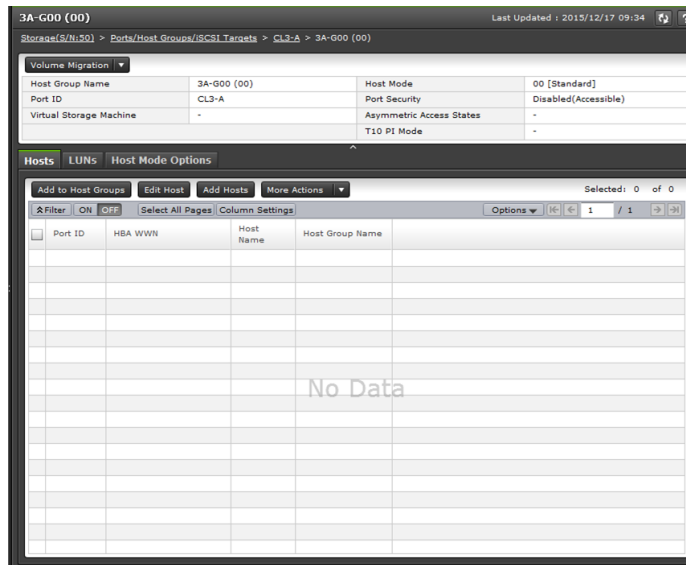 3A-G00 (00) Last Updated : 2015/12/17 09:34 ?
Storage(S/N:50) > Ports/Host Groups/iSCSI Targets > CL3-A > 3A-G00 (00)
Volume Migration
Host Group Name 3A-G00 (00) Host Mode 00 [Standard]
Port ID CL3-A Port Security Disabled(Accessible)
Virtual Storage Machine - Asymmetric Access States -
T10 PI Mode -
Hosts LUNs Host Mode Options
Add to Host Groups Edit Host Add Hosts More Actions Selected: 0 of 0
Filter ON OFF Select All Pages Column Settings Options 1 / 1
Port ID HBA WWN Host Name Host Group Name
No Data